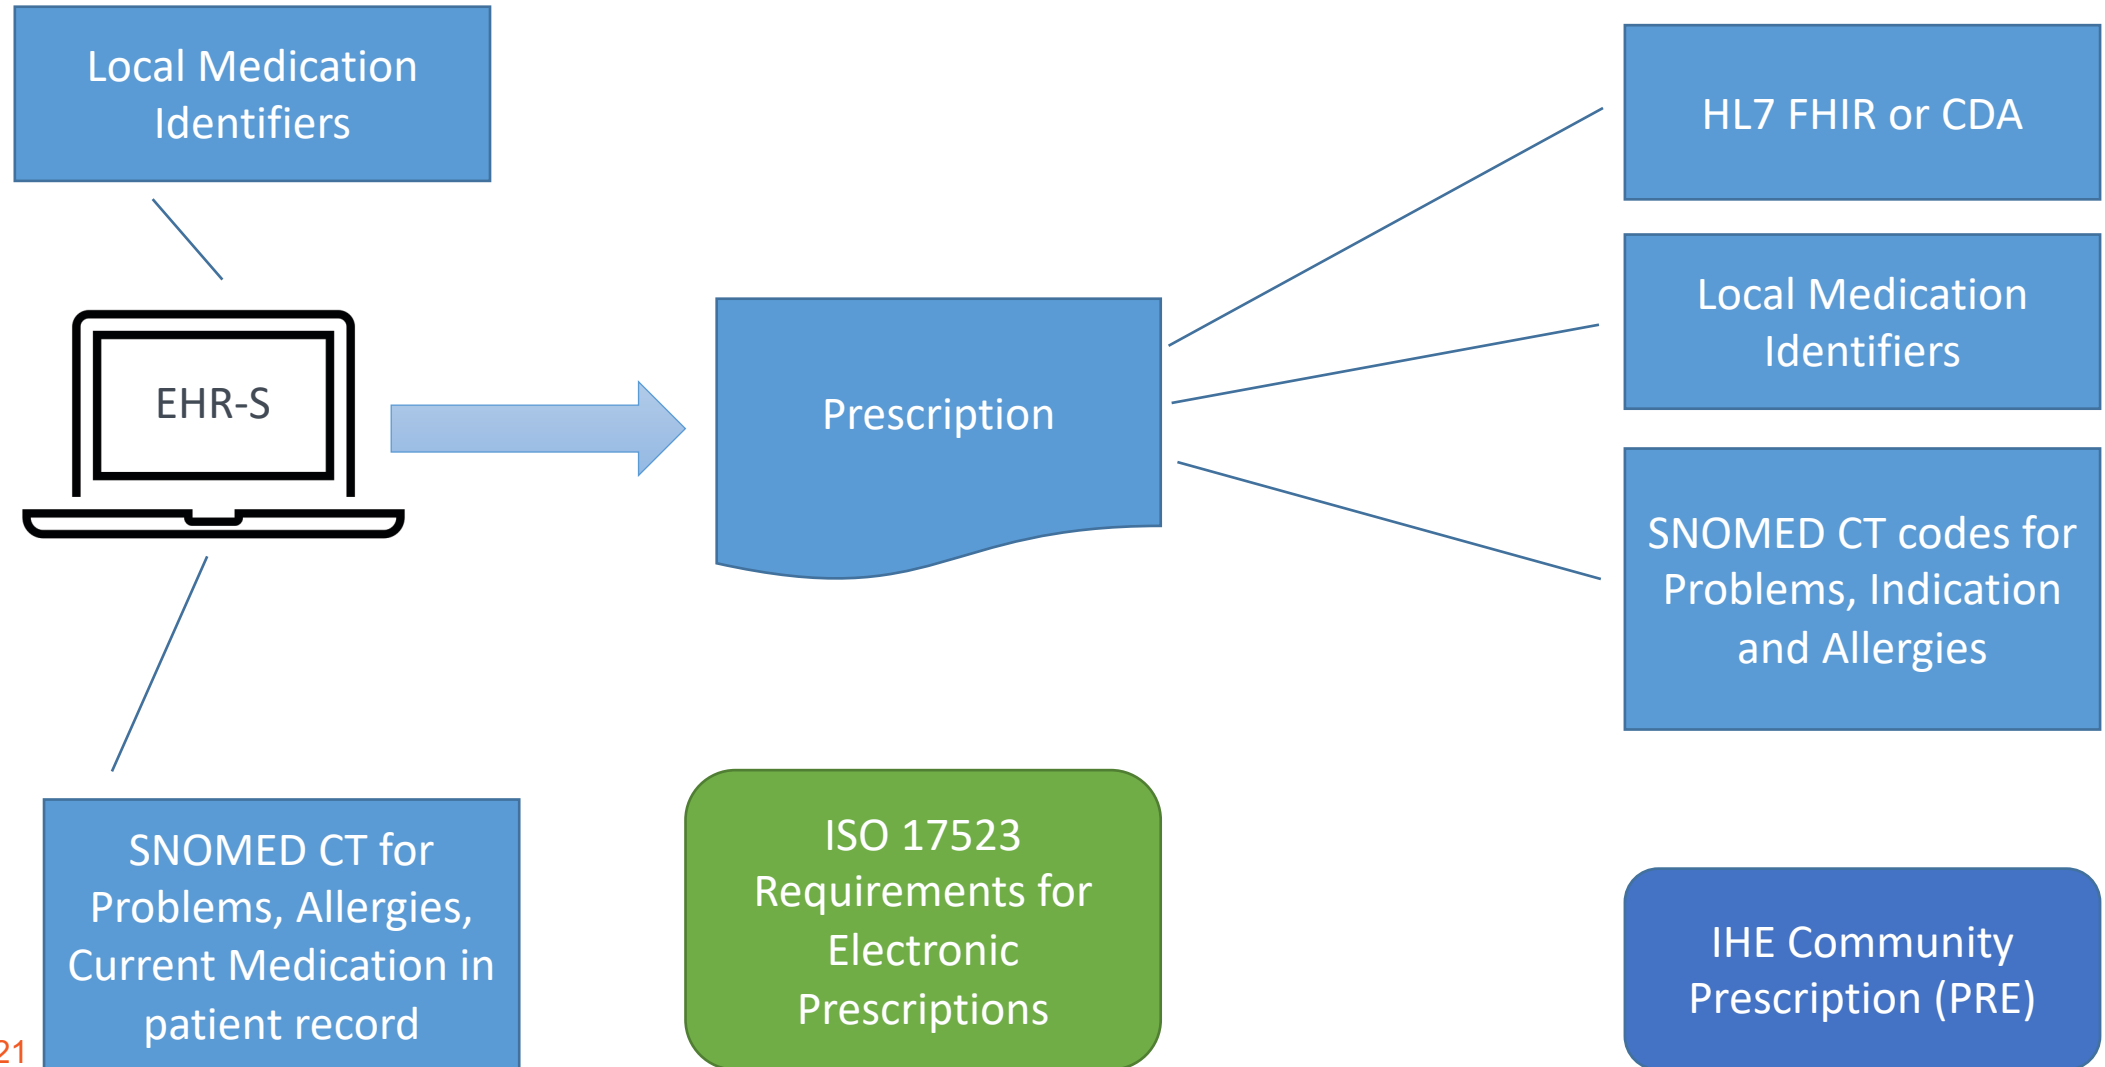 Local Medication
Identifiers
EHR-S
SNOMED CT for
Problems, Allergies,
Current Medication in
patient record
Prescription
ISO 17523
Requirements for
Electronic
Prescriptions
HL7 FHIR or CDA
Local Medication
Identifiers
SNOMED CT codes for
Problems, Indication
and Allergies
IHE Community
Prescription (PRE)
21